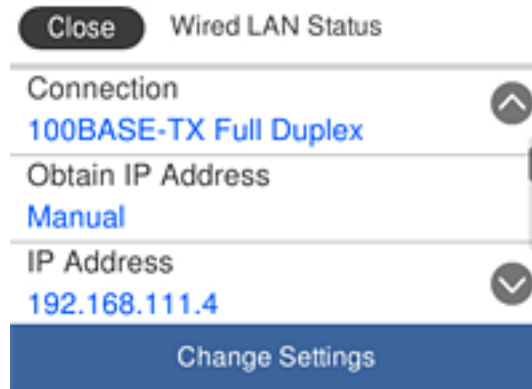 Close Wired LAN Status
Connection
100BASE-TX Full Duplex
Obtain IP Address
Manual
IP Address
192.168.111.4
Change Settings